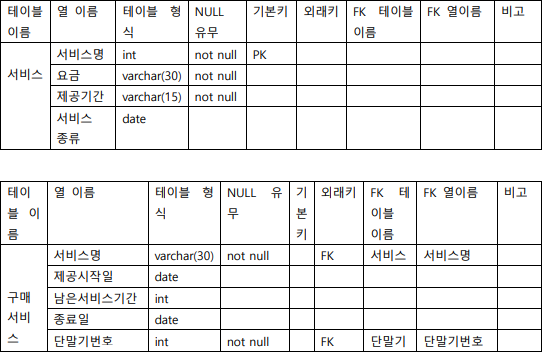 테이블 이름 열 이름 테이블 형식 NULL 유무 기본키 외래키 FK 테이블 이름 FK 열이름 비고
서비스 서비스명 int not null PK
요금 varchar(30) not null
제공기간 varchar(15) not null
서비스 종류 date
테이블 이름 열 이름 테이블 형식 NULL 유무 기본키 외래키 FK 테이블 이름 FK 열이름 비고
구매 서비스 서비스명 varchar(30) not null FK 서비스 서비스명
제공시작일 date
남은서비스기간 int
종료일 date
단말기번호 int not null FK 단말기 단말기번호